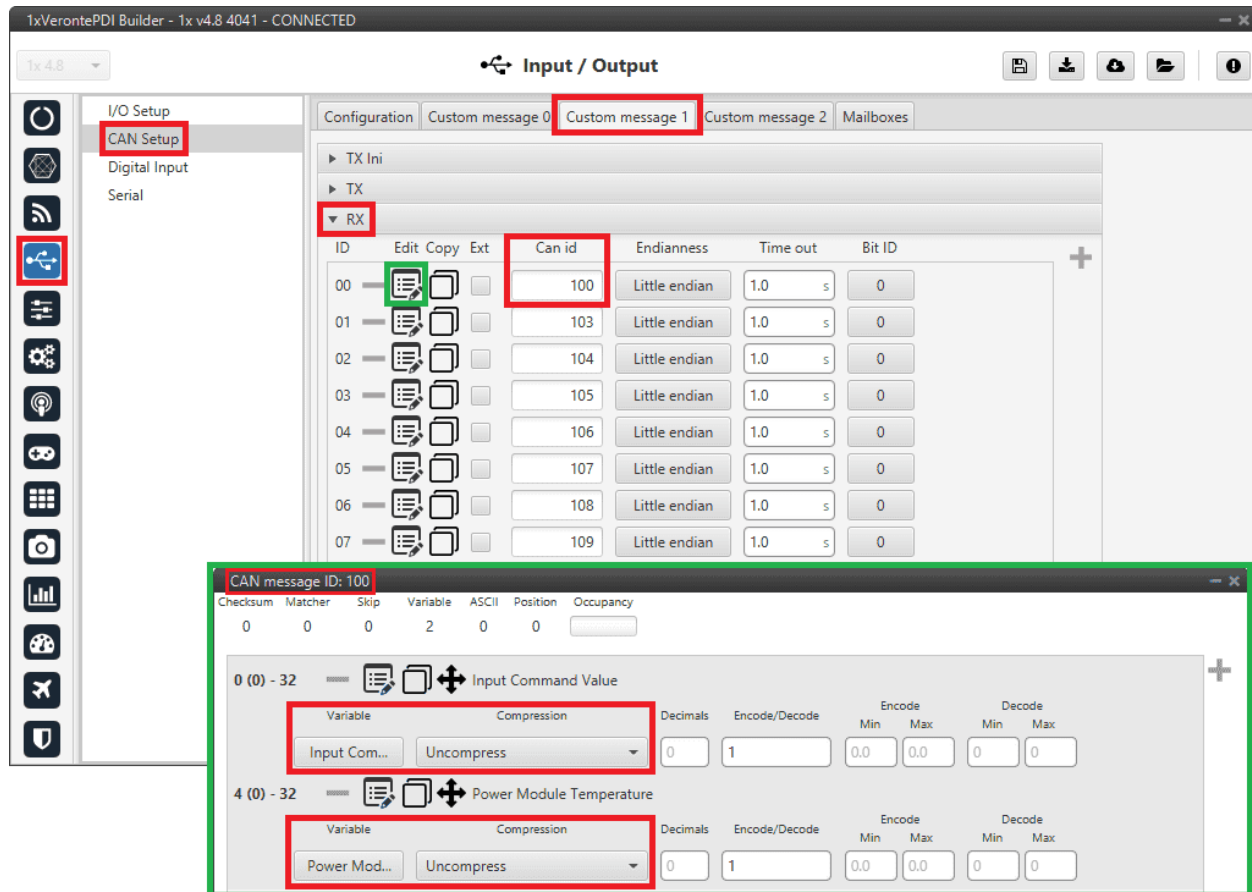 1xVerontePDI Builder - 1x v4.8 4041 - CONNECTED
1x 4.8
Input / Output
I/O Setup
CAN Setup
Digital Input
Serial
Configuration Custom message 0 Custom message 1 Custom message 2 Mailboxes
TX Ini
TX
RX
ID Edit Copy Ext Can id Endianness Time out Bit ID
00 100 Little endian 1.0 s 0
01 103 Little endian 1.0 s 0
02 104 Little endian 1.0 s 0
03 105 Little endian 1.0 s 0
04 106 Little endian 1.0 s 0
05 107 Little endian 1.0 s 0
06 108 Little endian 1.0 s 0
07 109 Little endian 1.0 s 0
CAN message ID: 100
Checksum Matcher Skip Variable ASCII Position Occupancy
0 0 0 2 0 0
0 (0) - 32 Input Command Value
Variable Compression Decimals Encode/Decode Encode Min Max Decode Min Max
Input Com... Uncompress 0 1 0.0 0.0 0 0
4 (0) - 32 Power Module Temperature
Variable Compression Decimals Encode/Decode Encode Min Max Decode Min Max
Power Mod... Uncompress 0 1 0.0 0.0 0 0